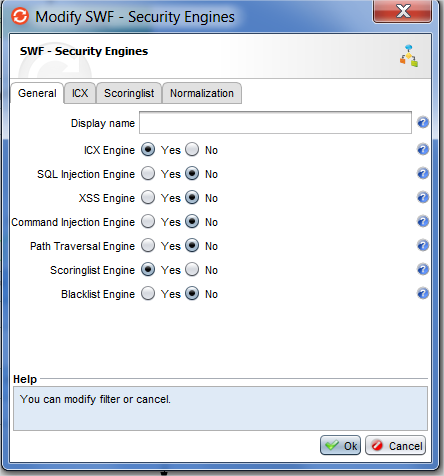 Modify SWF - Security Engines
SWF - Security Engines
General ICX Scoringlist Normalization
Display name
ICX Engine Yes No
SQL Injection Engine Yes No
XSS Engine Yes No
Command Injection Engine Yes No
Path Traversal Engine Yes No
Scoringlist Engine Yes No
Blacklist Engine Yes No
Help
You can modify filter or cancel.
Ok Cancel